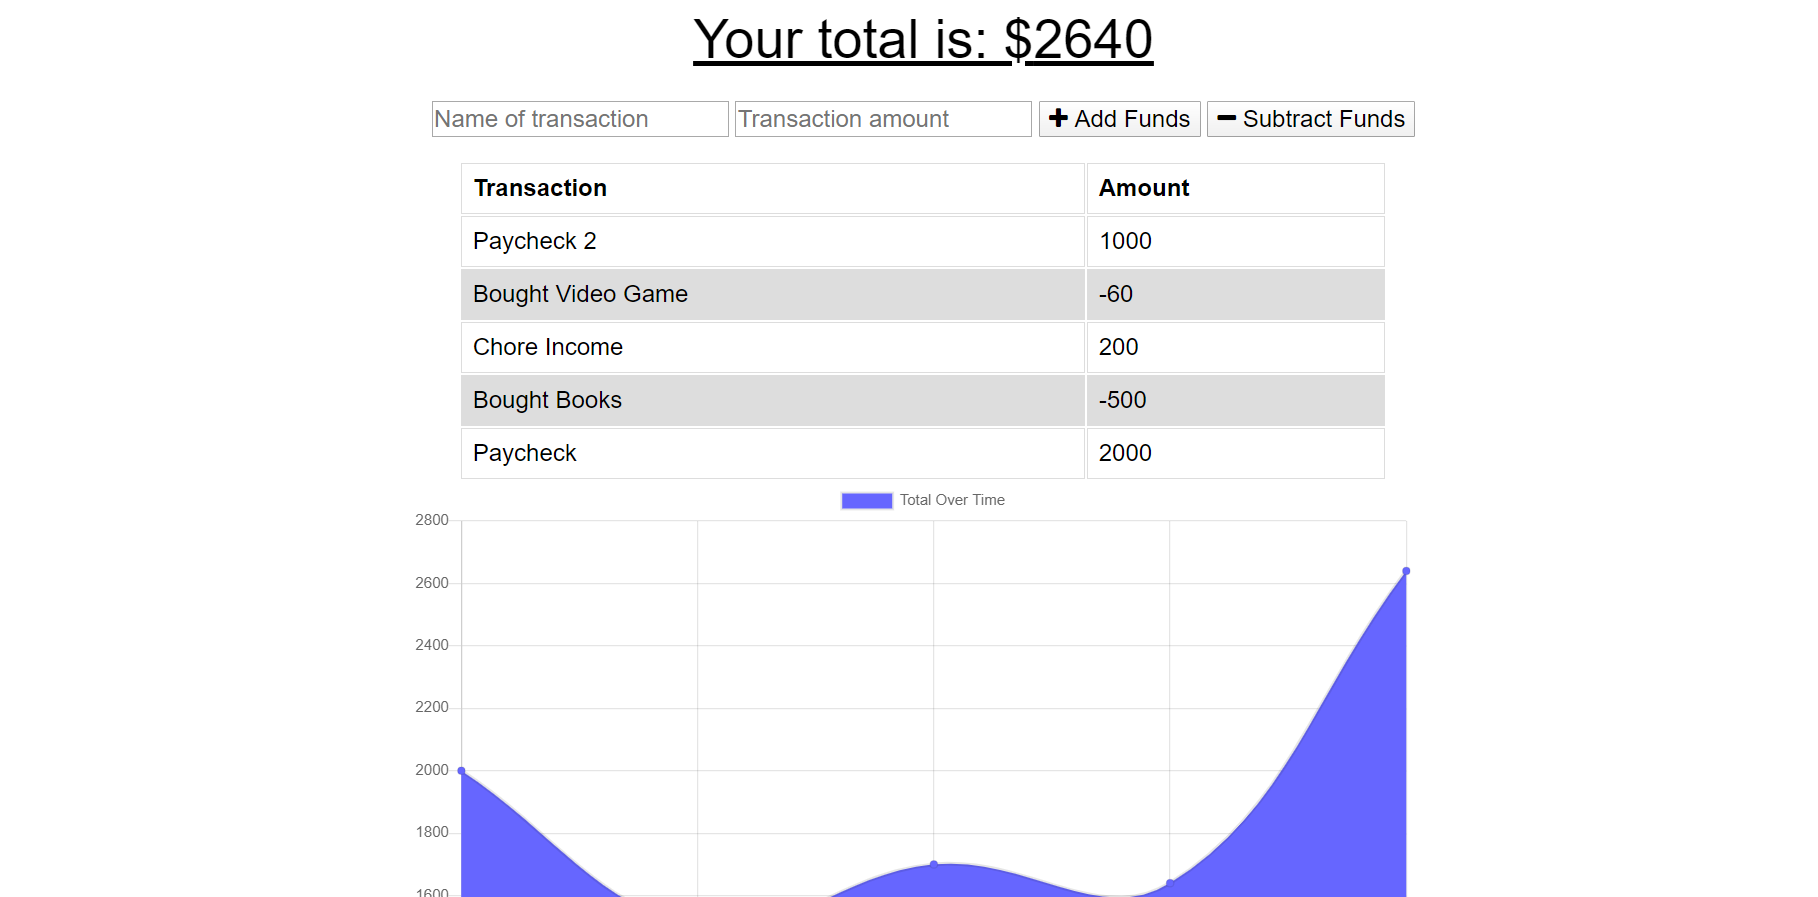 Your total is: $2640
Name of transaction Transaction amount Add Funds Subtract Funds
Transaction Amount
Paycheck 2 1000
Bought Video Game -60
Chore Income 200
Bought Books -500
Paycheck 2000
Total Over Time
2800
2600
2400
2200
2000
1800
1600